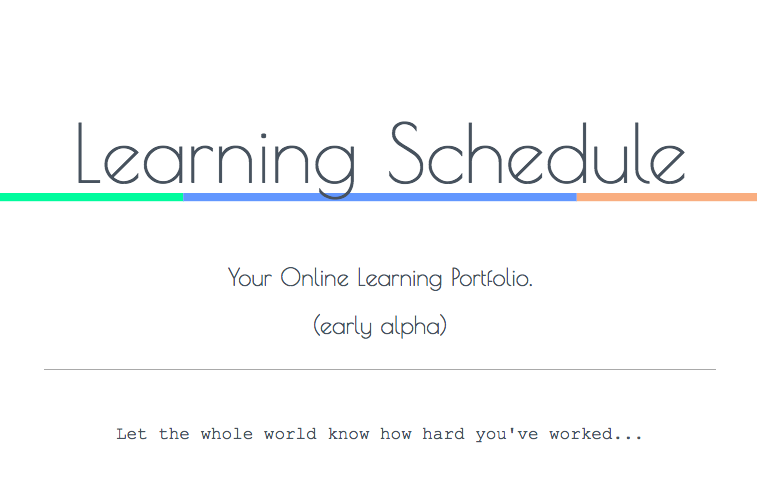 Learning Schedule
Your Online Learning Portfolio.
(early alpha)
Let the whole world know how hard you've worked...